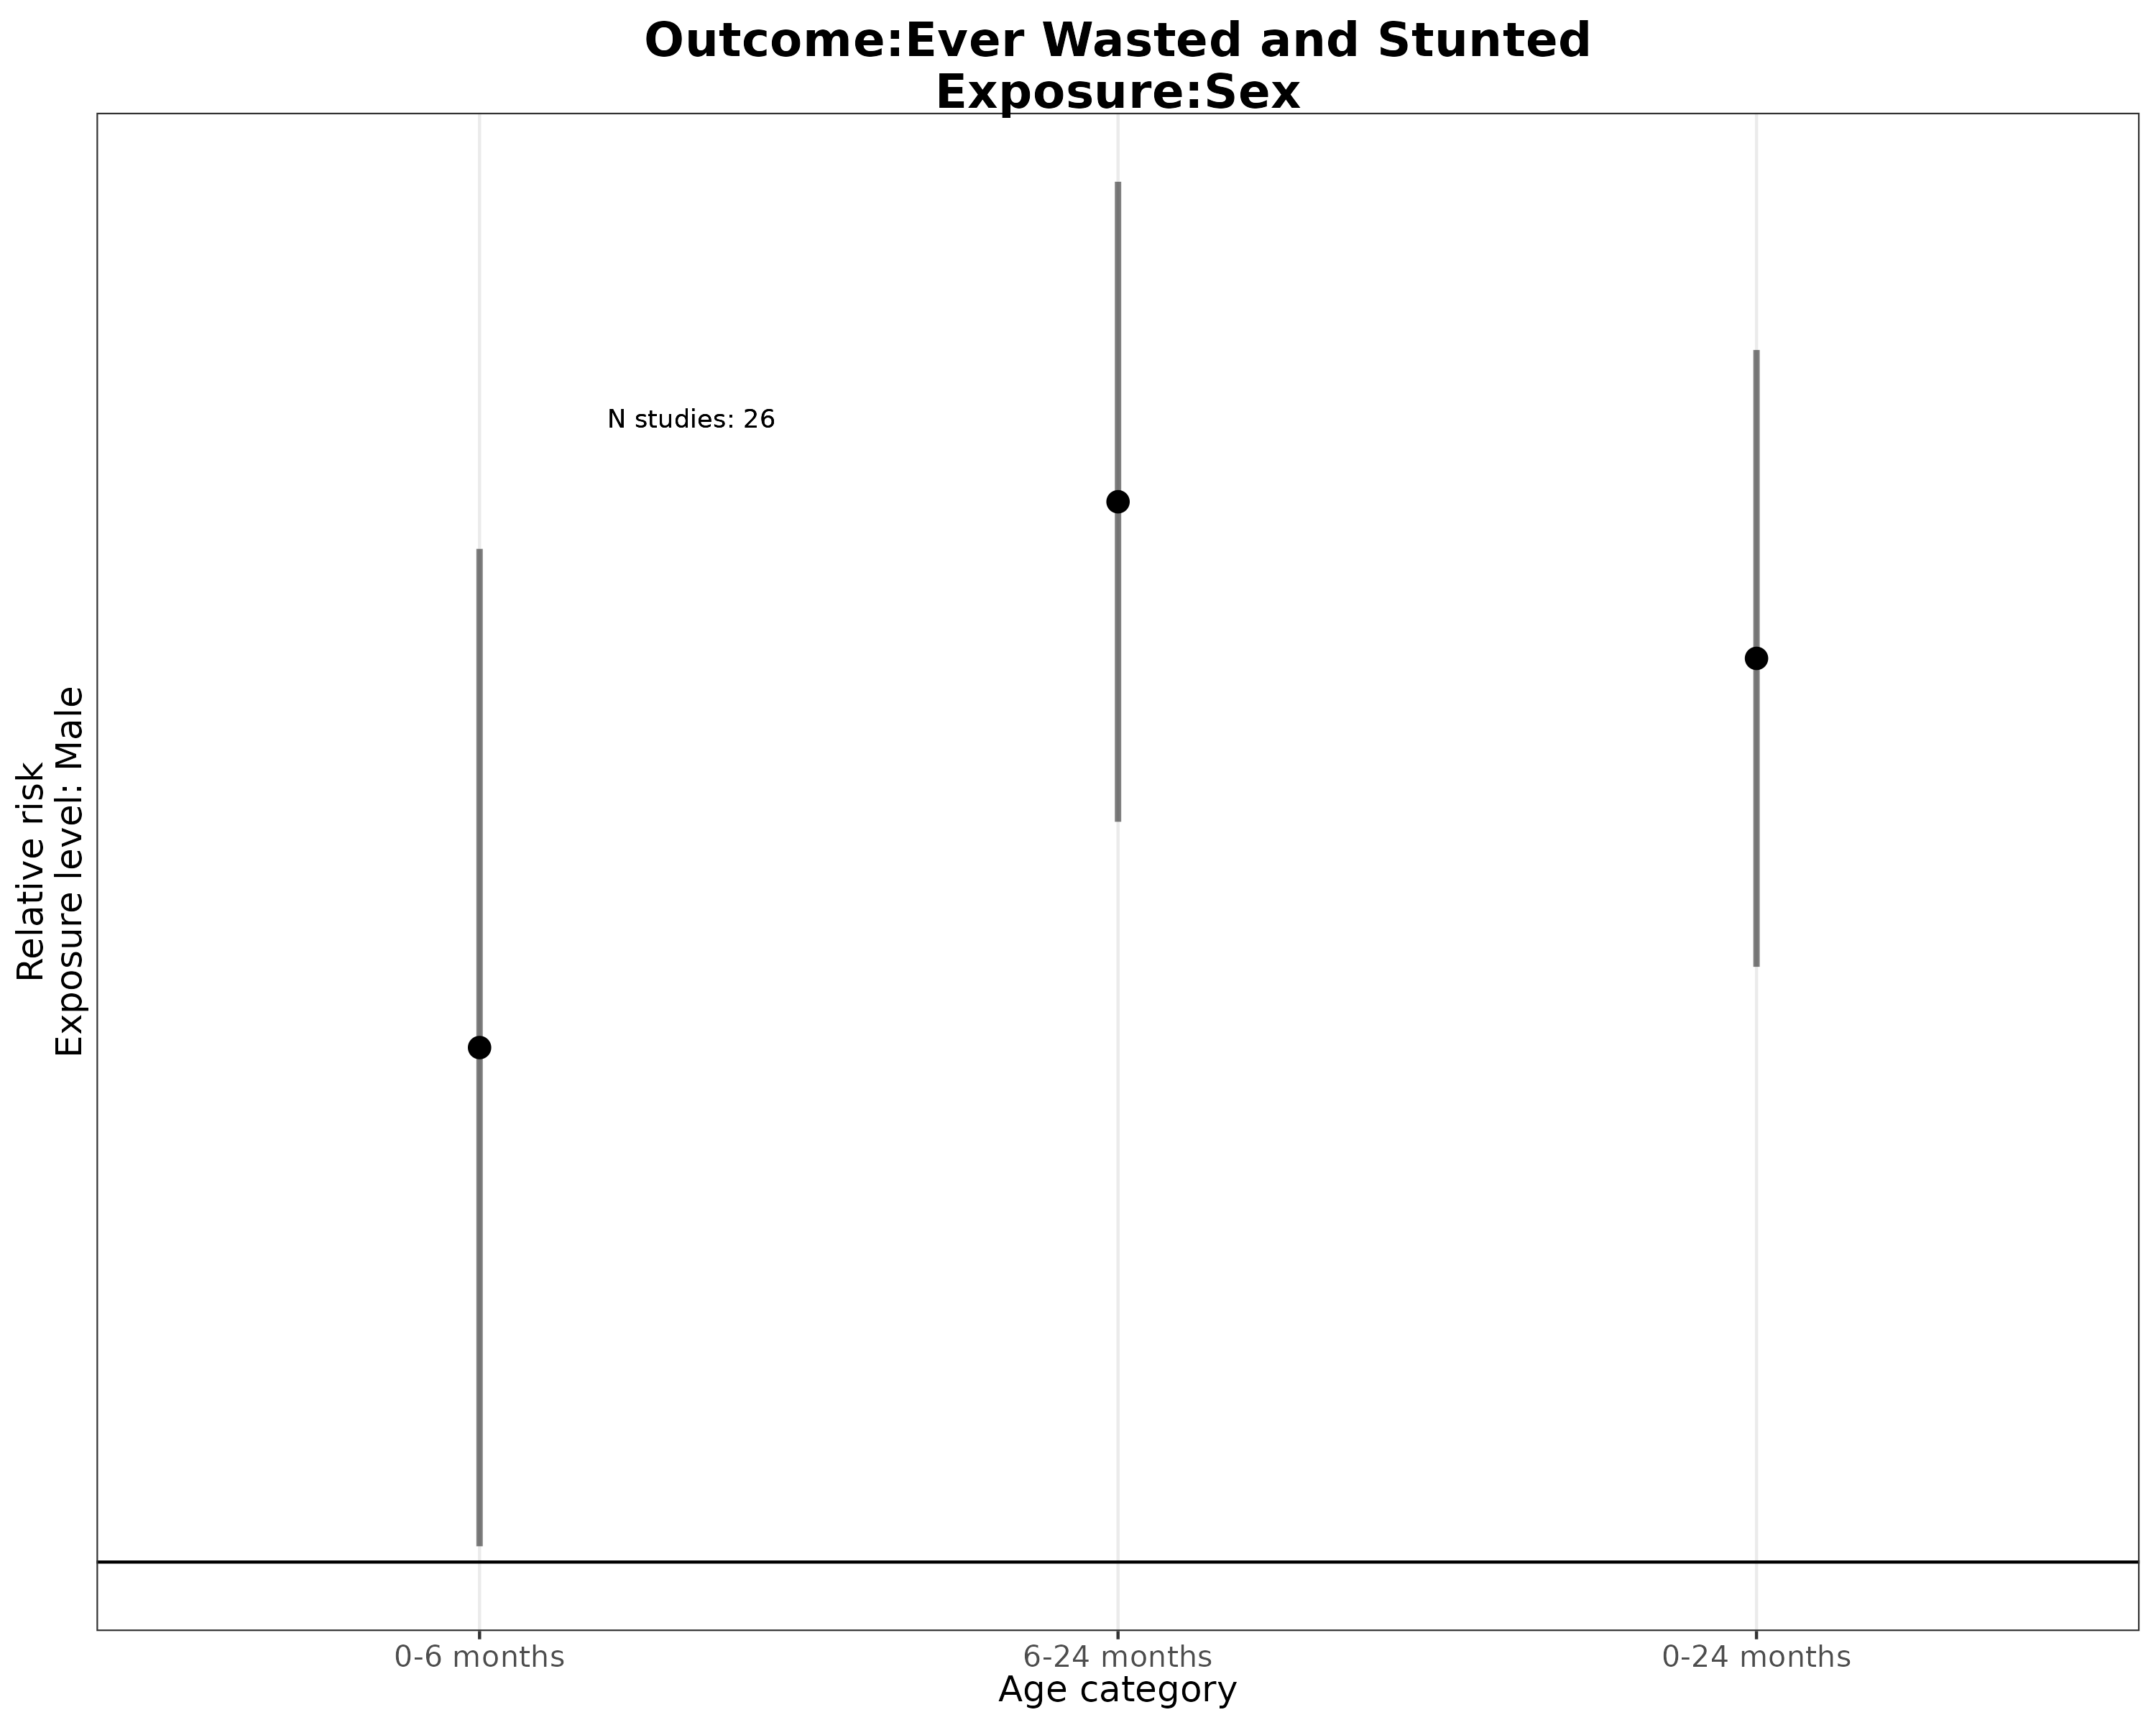 Outcome:Ever Wasted and Stunted
Exposure:Sex
N studies: 26
Relative risk
Exposure level: Male
0-6 months
6-24 months
0-24 months
Age category